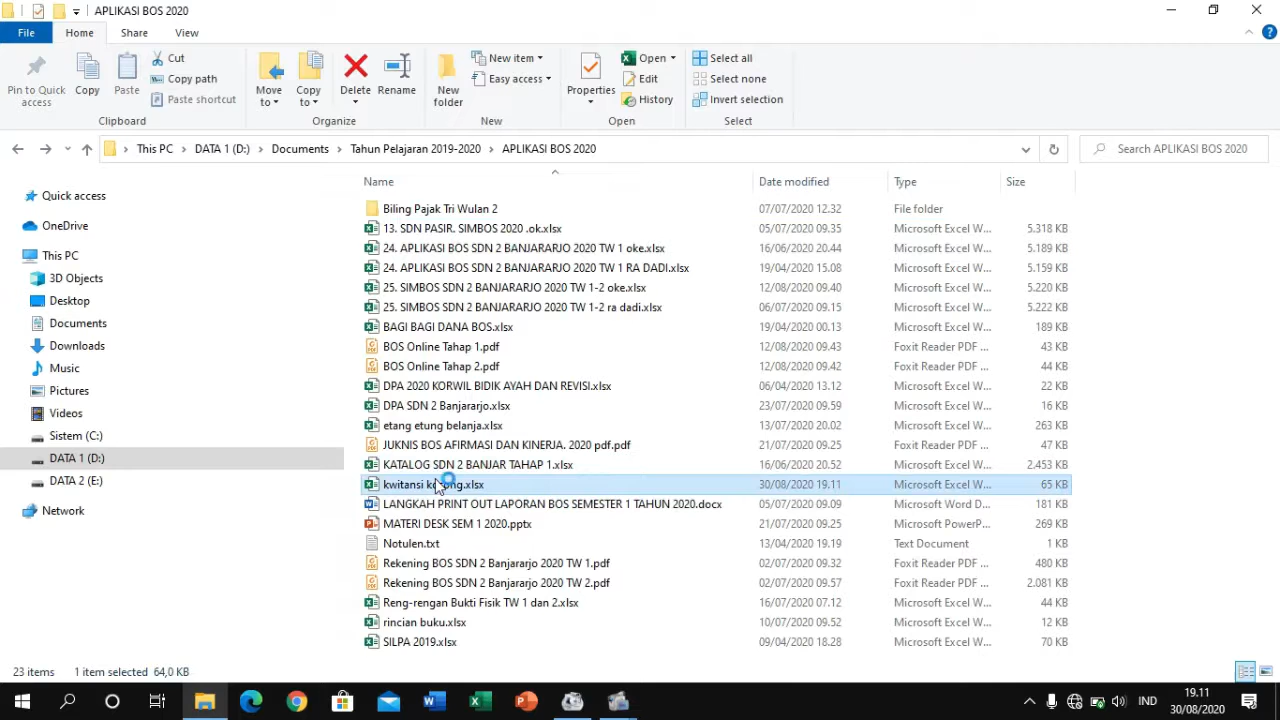 APLIKASI BOS 2020
File Home Share View
Pin to Quick access
Copy
Paste
Cut
Copy path
Paste shortcut
Clipboard
Move to
Copy to
Delete
Rename
Organize
New folder
New item
Easy access
New
Properties
Open
Edit
History
Open
Select all
Select none
Invert selection
Select
This PC DATA 1 (D:) Documents Tahun Pelajaran 2019-2020 APLIKASI BOS 2020
Search APLIKASI BOS 2020
Quick access
OneDrive
This PC
3D Objects
Desktop
Documents
Downloads
Music
Pictures
Videos
Sistem (C:)
DATA 1 (D:)
DATA 2 (E:)
Network
Name Date modified Type Size
Biling Pajak Tri Wulan 2 07/07/2020 12.32 File folder
13. SDN PASIR. SIMBOS 2020 .ok.xlsx 05/07/2020 09.35 Microsoft Excel W... 5.318 KB
24. APLIKASI BOS SDN 2 BANJARARJO 2020 TW 1 oke.xlsx 16/06/2020 20.44 Microsoft Excel W... 5.189 KB
24. APLIKASI BOS SDN 2 BANJARARJO 2020 TW 1 RA DADI.xlsx 19/04/2020 15.08 Microsoft Excel W... 5.159 KB
25. SIMBOS SDN 2 BANJARARJO 2020 TW 1-2 oke.xlsx 12/08/2020 09.40 Microsoft Excel W... 5.220 KB
25. SIMBOS SDN 2 BANJARARJO 2020 TW 1-2 ra dadi.xlsx 06/07/2020 09.15 Microsoft Excel W... 5.222 KB
BAGI BAGI DANA BOS.xlsx 19/04/2020 00.13 Microsoft Excel W... 189 KB
BOS Online Tahap 1.pdf 12/08/2020 09.43 Foxit Reader PDF ... 43 KB
BOS Online Tahap 2.pdf 12/08/2020 09.42 Foxit Reader PDF ... 44 KB
DPA 2020 KORWIL BIDIK AYAH DAN REVISI.xlsx 06/04/2020 13.12 Microsoft Excel W... 22 KB
DPA SDN 2 Banjararjo.xlsx 23/07/2020 09.59 Microsoft Excel W... 16 KB
etang etung belanja.xlsx 13/07/2020 20.02 Microsoft Excel W... 263 KB
JUKNIS BOS AFIRMASI DAN KINERJA. 2020 pdf.pdf 21/07/2020 09.25 Foxit Reader PDF ... 47 KB
KATALOG SDN 2 BANJAR TAHAP 1.xlsx 16/06/2020 20.52 Microsoft Excel W... 2.453 KB
kwitansi 30/08/2020 19.11 Microsoft Excel W... 65 KB
LANGKAH PRINT OUT LAPORAN BOS SEMESTER 1 TAHUN 2020.docx 05/07/2020 09.09 Microsoft Word D... 181 KB
MATERI DESK SEM 1 2020.pptx 21/07/2020 09.25 Microsoft PowerP... 269 KB
Notulen.txt 13/04/2020 19.19 Text Document 1 KB
Rekening BOS SDN 2 Banjararjo 2020 TW 1.pdf 02/07/2020 09.32 Foxit Reader PDF ... 480 KB
Rekening BOS SDN 2 Banjararjo 2020 TW 2.pdf 02/07/2020 09.57 Foxit Reader PDF ... 2.081 KB
Reng-rengan Bukti Fisik TW 1 dan 2.xlsx 16/07/2020 07.12 Microsoft Excel W... 44 KB
rincian buku.xlsx 10/07/2020 09.52 Microsoft Excel W... 12 KB
SILPA 2019.xlsx 09/04/2020 18.28 Microsoft Excel W... 70 KB
23 items 1 item selected 64,0 KB
IND
19.11
30/08/2020